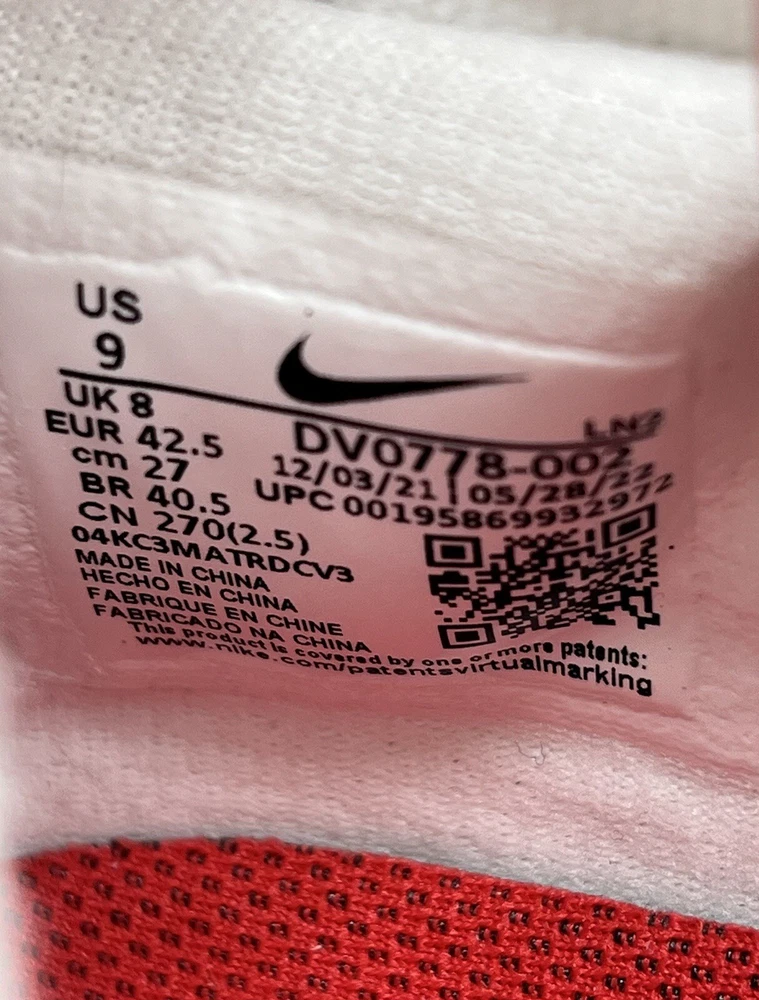 US
9
UK 8
EUR 42.5
cm 27
BR 40.5
CN 270(2.5)
04KC3MATRDCV3
MADE IN CHINA
HECHO EN CHINA
FABRIQUE EN CHINE
FABRICADO NA CHINA
This product is covered by one or more patents:
www.nike.com/patentsvirtualmarking
DV0778-002
12/03/21 | 05/28/22
UPC 00195869932972